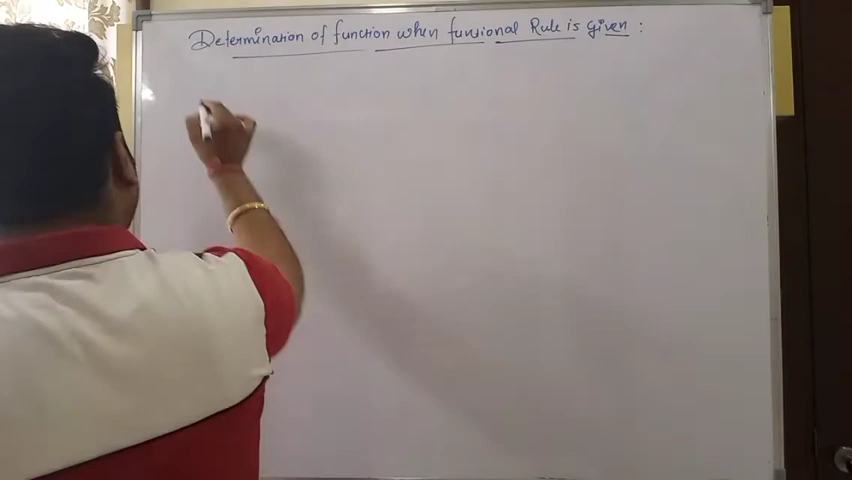 Determination of function when funsional Rule is given :